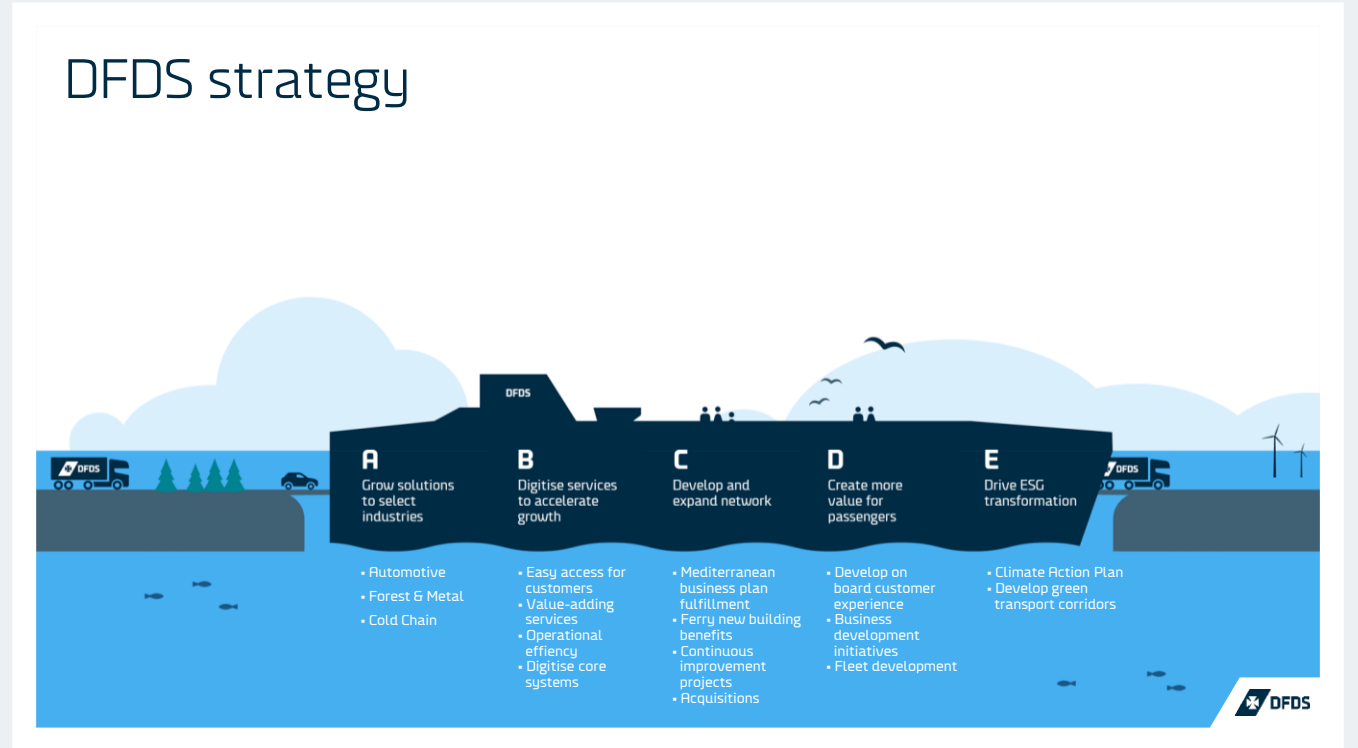 DFDS strategy
DFDS
DFDS
DFDS
A
Grow solutions
to select
industries
B
Digitise services
to accelerate
growth
C
Develop and
expand network
D
Create more
value for
passengers
E
Drive ESG
transformation
▪ Automotive
▪ Forest & Metal
▪ Cold Chain
▪ Easy access for
customers
▪ Value-adding
services
▪ Operational
effiency
▪ Digitise core
systems
▪ Mediterranean
business plan
fulfillment
▪ Ferry new building
benefits
▪ Continuous
improvement
projects
▪ Acquisitions
▪ Develop on
board customer
experience
▪ Business
development
initiatives
▪ Fleet development
▪ Climate Action Plan
▪ Develop green
transport corridors
DFDS